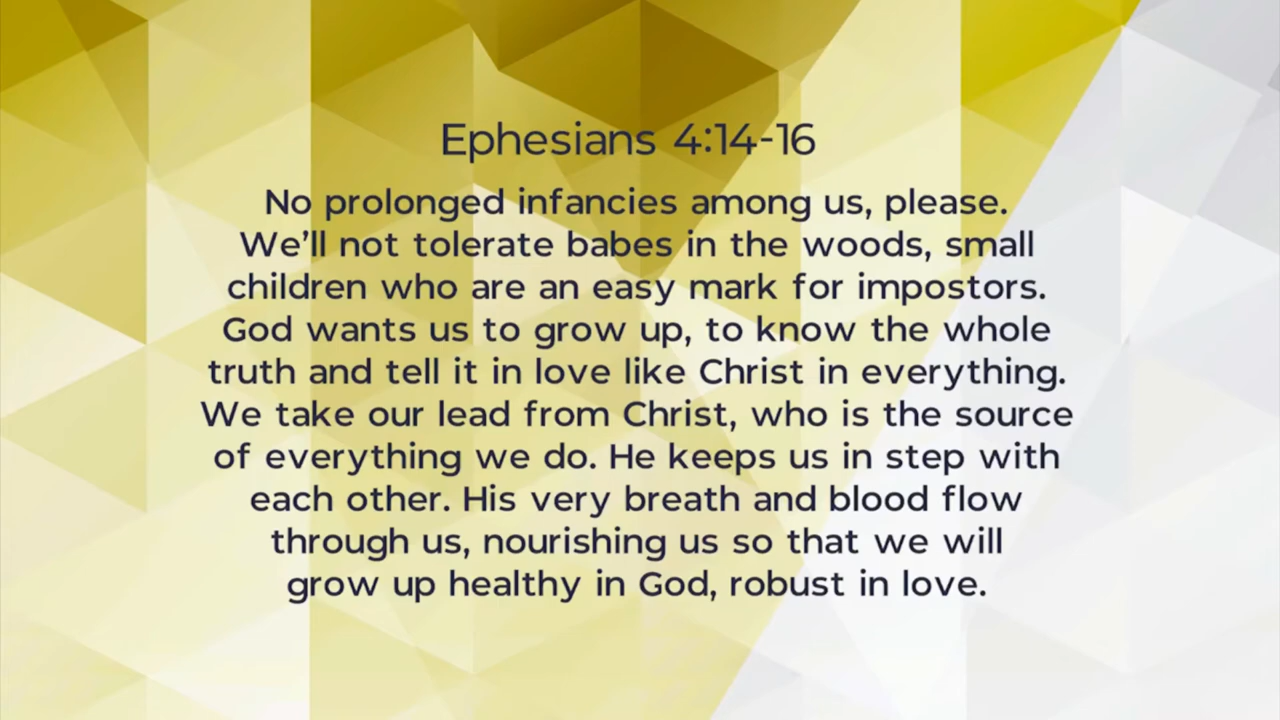 Ephesians 4:14-16
No prolonged infancies among us, please.
We’ll not tolerate babes in the woods, small
children who are an easy mark for impostors.
God wants us to grow up, to know the whole
truth and tell it in love like Christ in everything.
We take our lead from Christ, who is the source
of everything we do. He keeps us in step with
each other. His very breath and blood flow
through us, nourishing us so that we will
grow up healthy in God, robust in love.